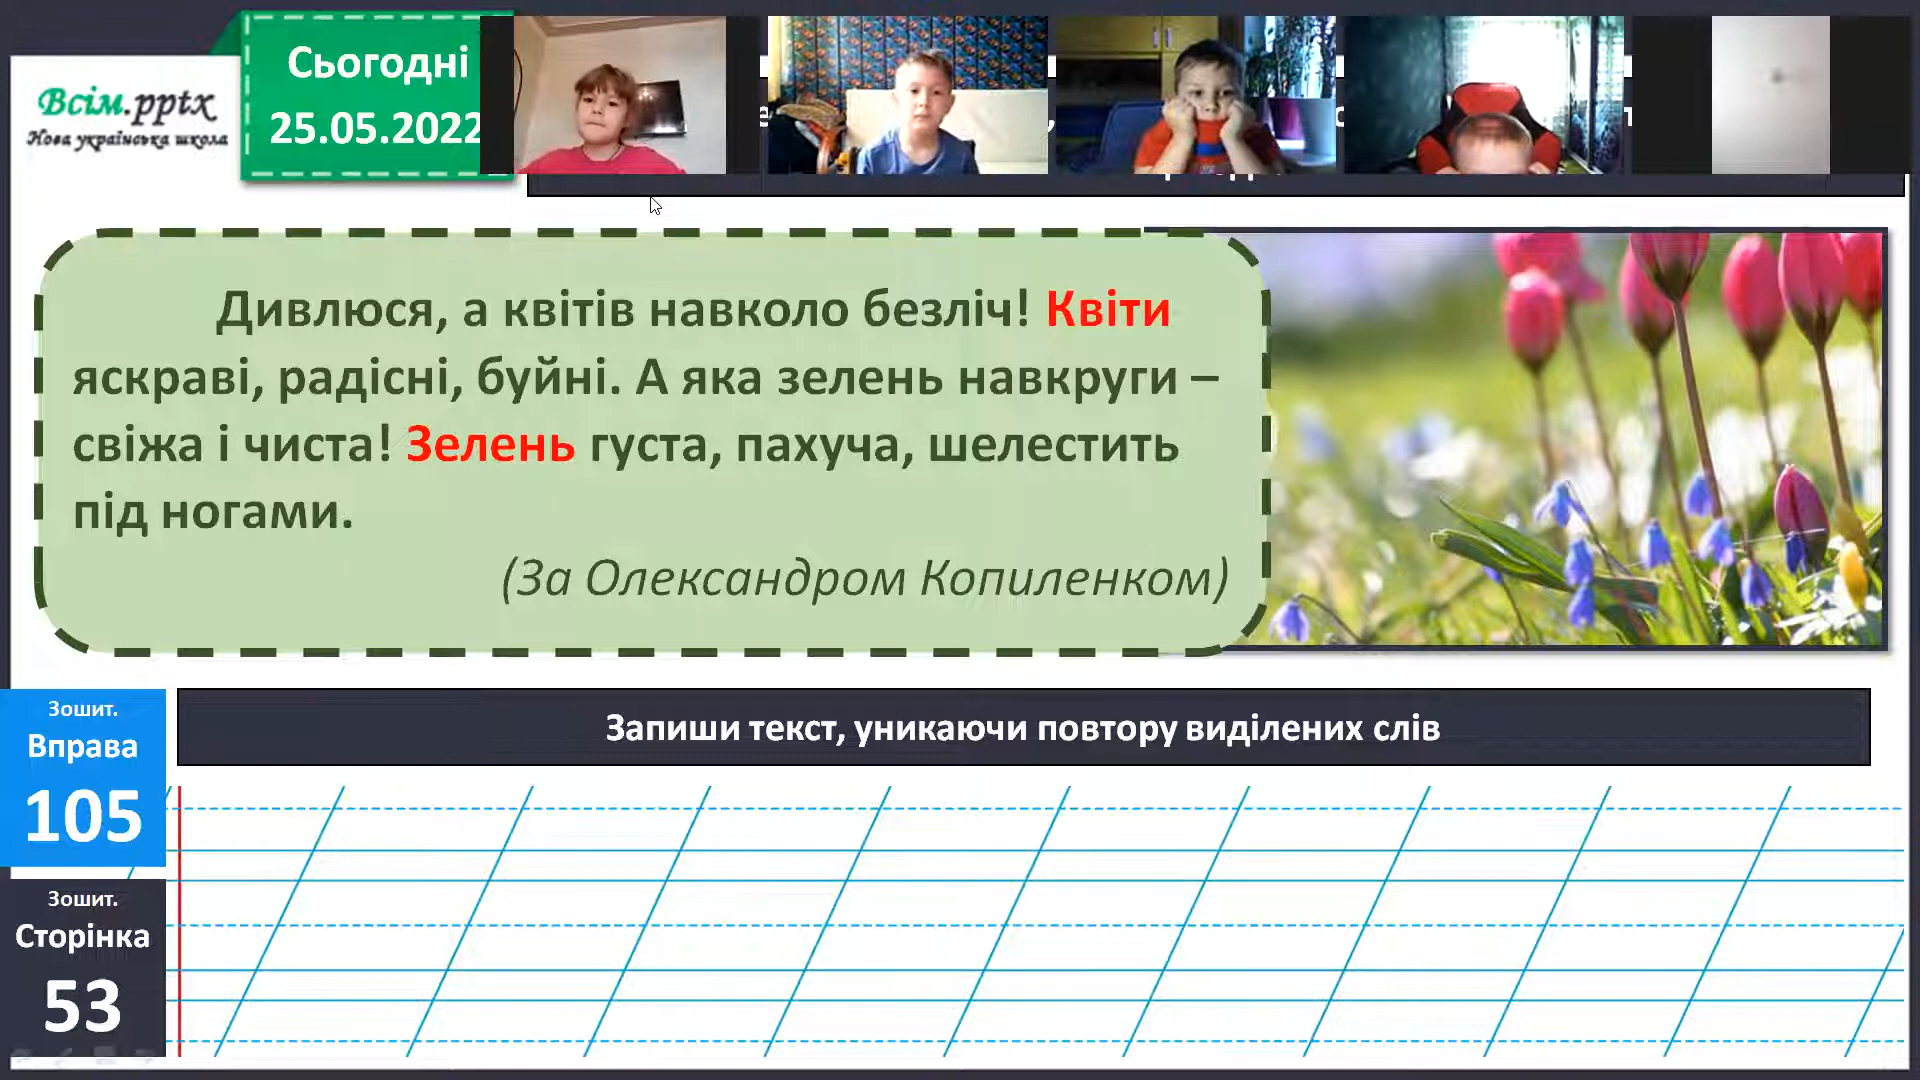 Всім.pptx
Нова українська школа
Сьогодні
25.05.2022
Дивлюся, а квітів навколо безліч! Квіти
яскраві, радісні, буйні. А яка зелень навкруги –
свіжа і чиста! Зелень густа, пахуча, шелестить
під ногами.
(За Олександром Копиленком)
Зошит.
Вправа
105
Запиши текст, уникаючи повтору виділених слів
Зошит.
Сторінка
53